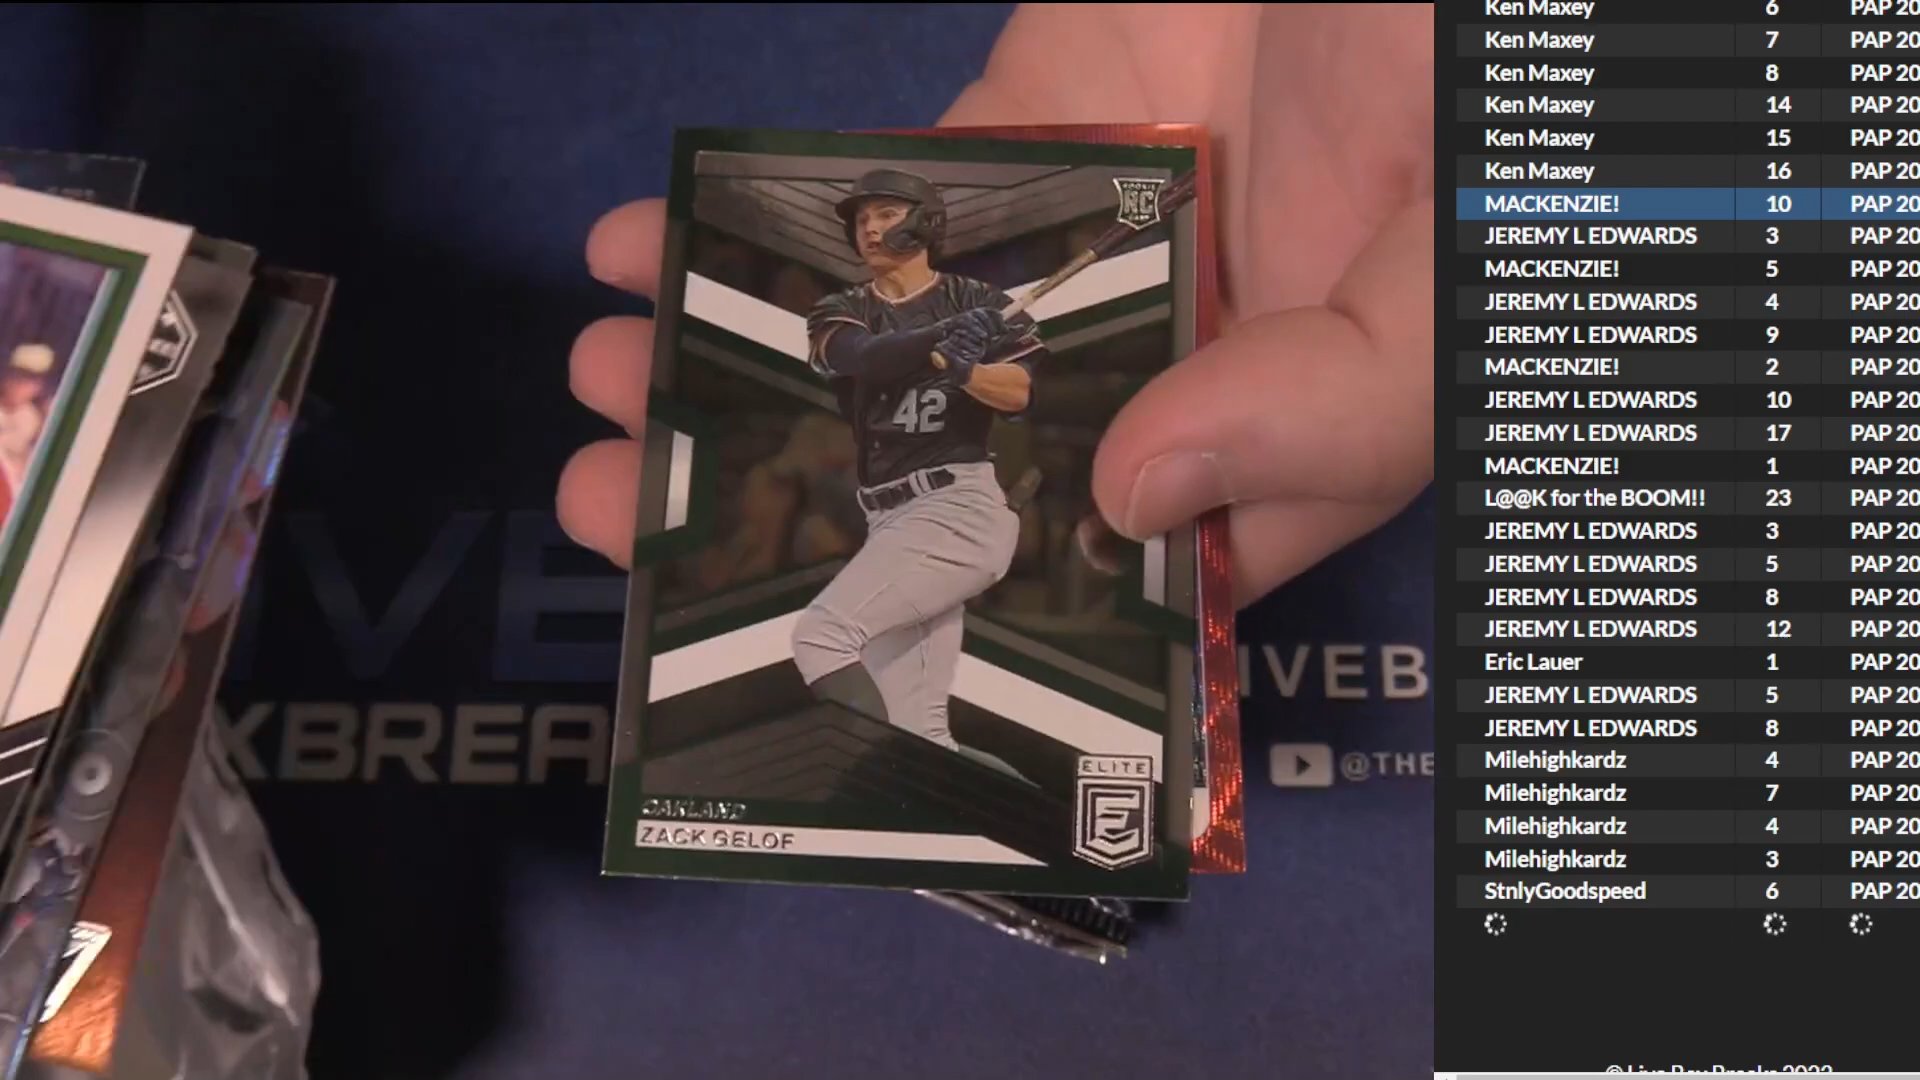 RC
42
OAKLAND
ZACK GELOF
ELITE
E
IVE
XBREA
IVEB
@THE
Ken Maxey 6 PAP 20
Ken Maxey 7 PAP 20
Ken Maxey 8 PAP 20
Ken Maxey 14 PAP 20
Ken Maxey 15 PAP 20
Ken Maxey 16 PAP 20
MACKENZIE! 10 PAP 20
JEREMY L EDWARDS 3 PAP 20
MACKENZIE! 5 PAP 20
JEREMY L EDWARDS 4 PAP 20
JEREMY L EDWARDS 9 PAP 20
MACKENZIE! 2 PAP 20
JEREMY L EDWARDS 10 PAP 20
JEREMY L EDWARDS 17 PAP 20
MACKENZIE! 1 PAP 20
L@@K for the BOOM!! 23 PAP 20
JEREMY L EDWARDS 3 PAP 20
JEREMY L EDWARDS 5 PAP 20
JEREMY L EDWARDS 8 PAP 20
JEREMY L EDWARDS 12 PAP 20
Eric Lauer 1 PAP 20
JEREMY L EDWARDS 5 PAP 20
JEREMY L EDWARDS 8 PAP 20
Milehighkardz 4 PAP 20
Milehighkardz 7 PAP 20
Milehighkardz 4 PAP 20
Milehighkardz 3 PAP 20
StnlyGoodspeed 6 PAP 20